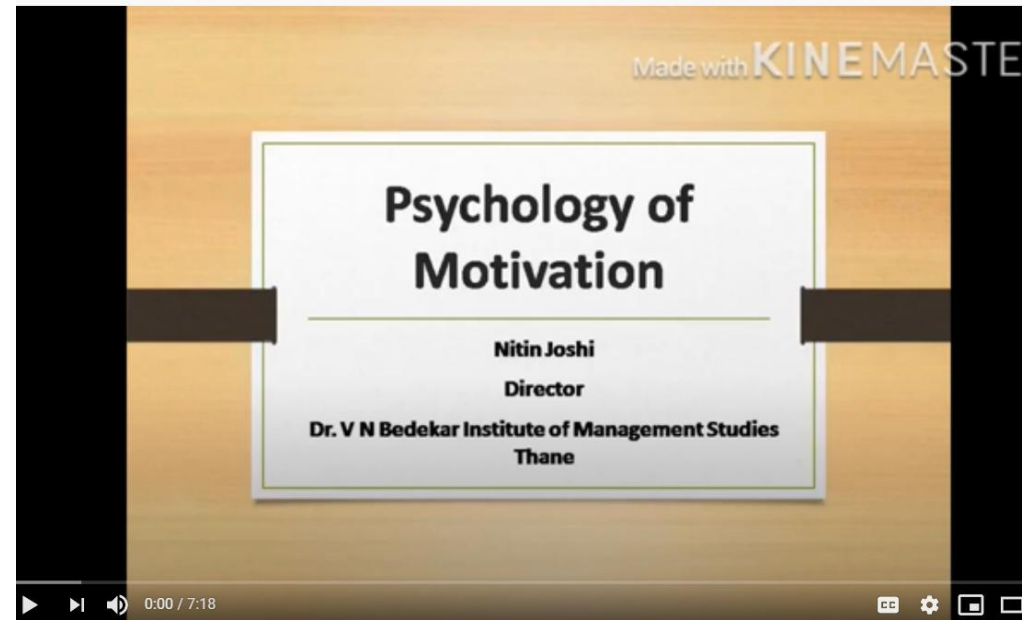 Made with KINEMASTE
Psychology of
Motivation
Nitin Joshi
Director
Dr. V N Bedekar Institute of Management Studies
Thane
0:00 / 7:18
CC